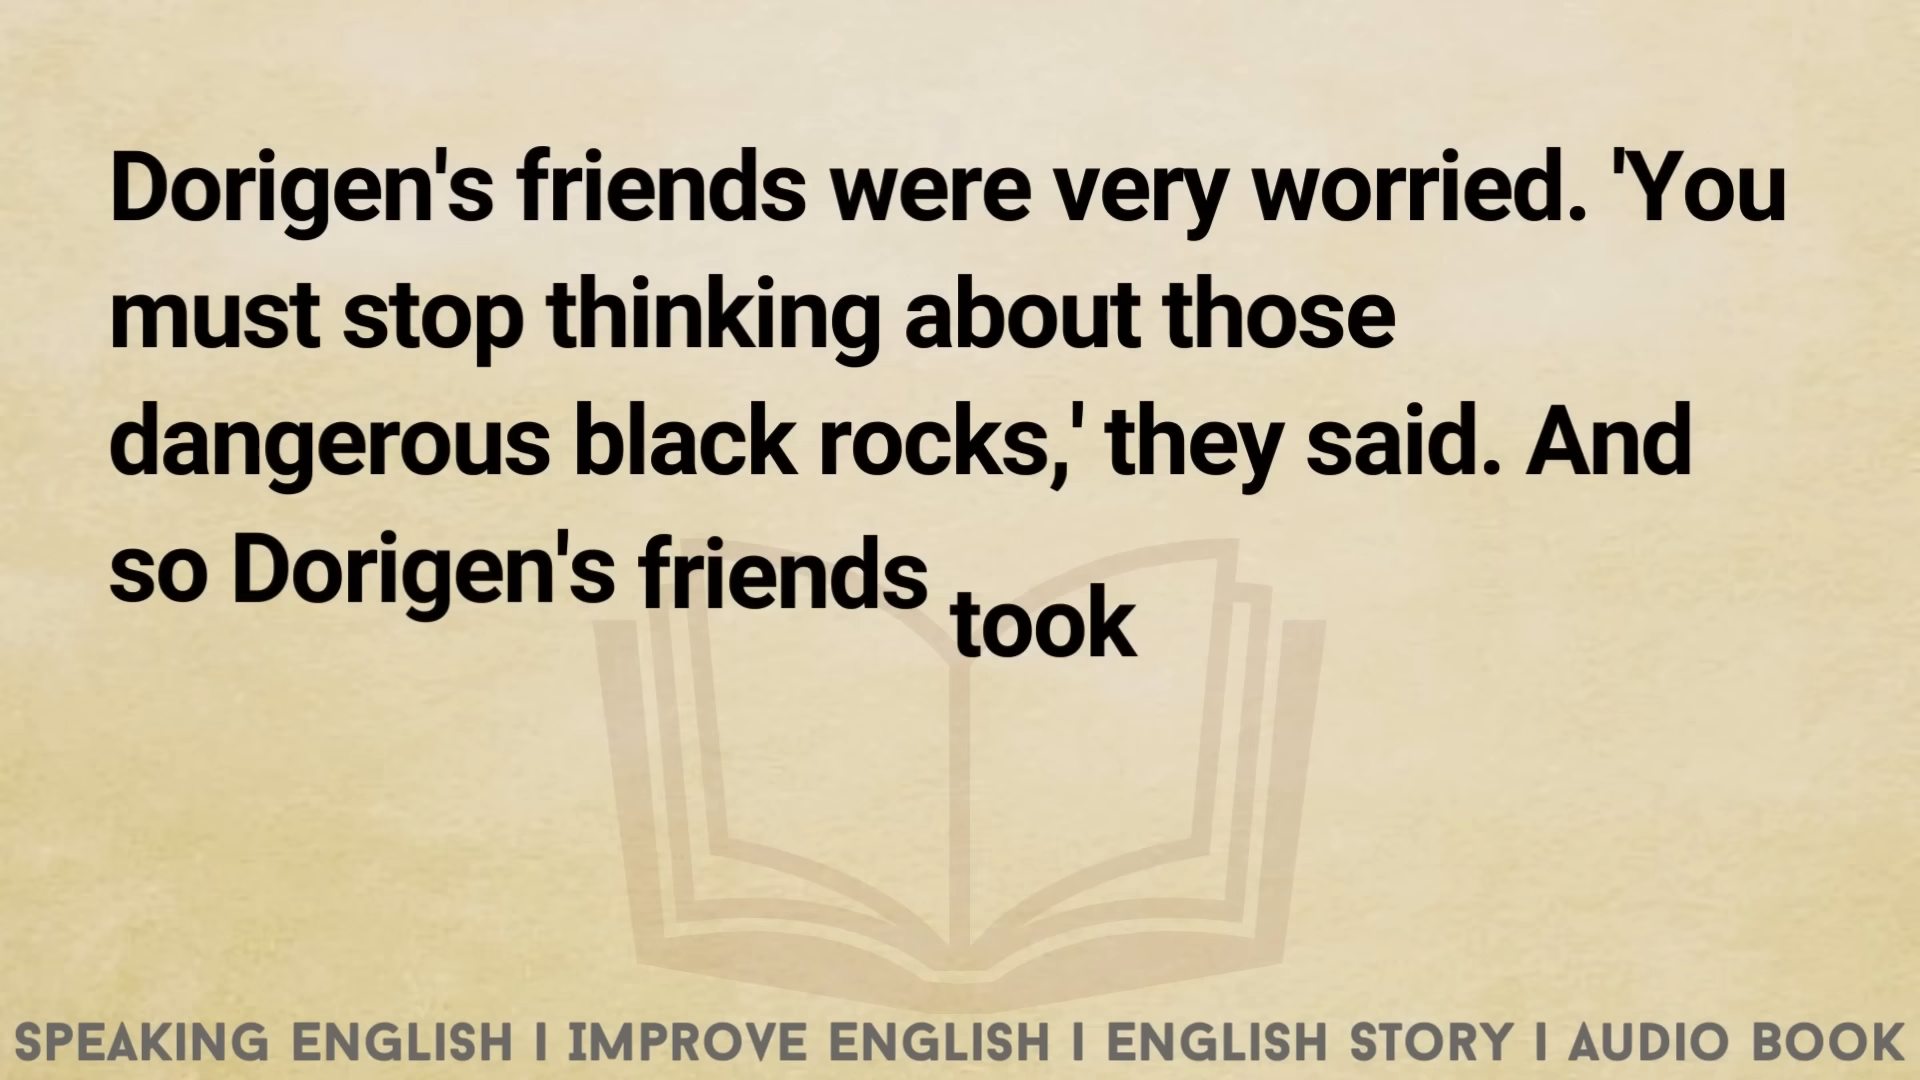 Dorigen's friends were very worried. 'You
must stop thinking about those
dangerous black rocks,' they said. And
so Dorigen's friends took
SPEAKING ENGLISH | IMPROVE ENGLISH | ENGLISH STORY | AUDIO BOOK